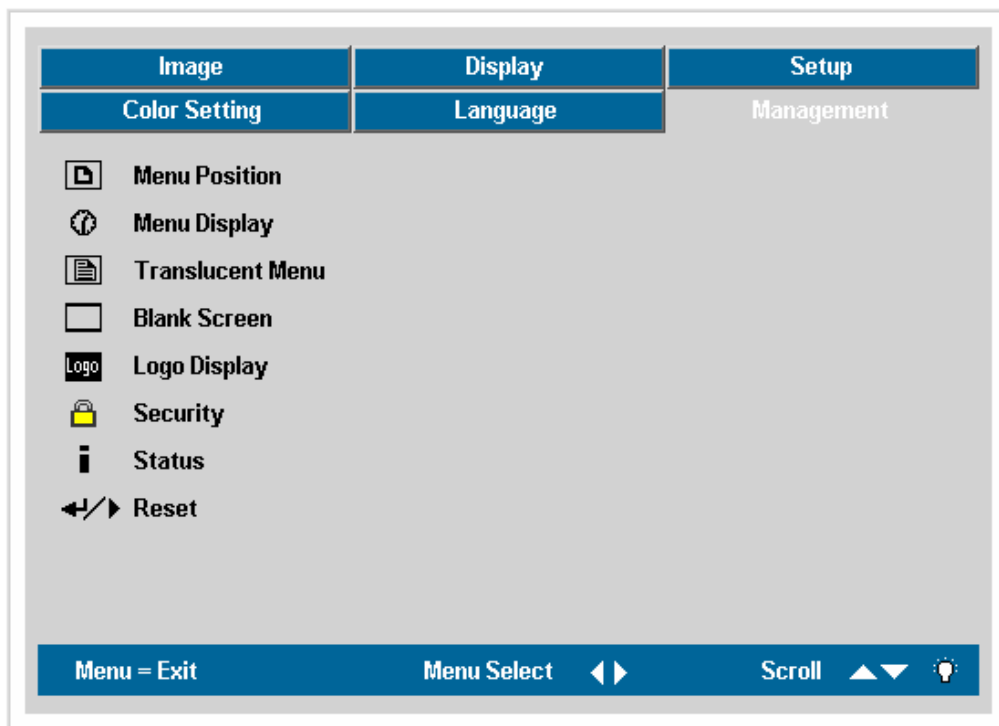 Image Display Setup
Color Setting Language Management
Menu Position
Menu Display
Translucent Menu
Blank Screen
Logo Logo Display
Security
Status
Reset
Menu = Exit Menu Select Scroll